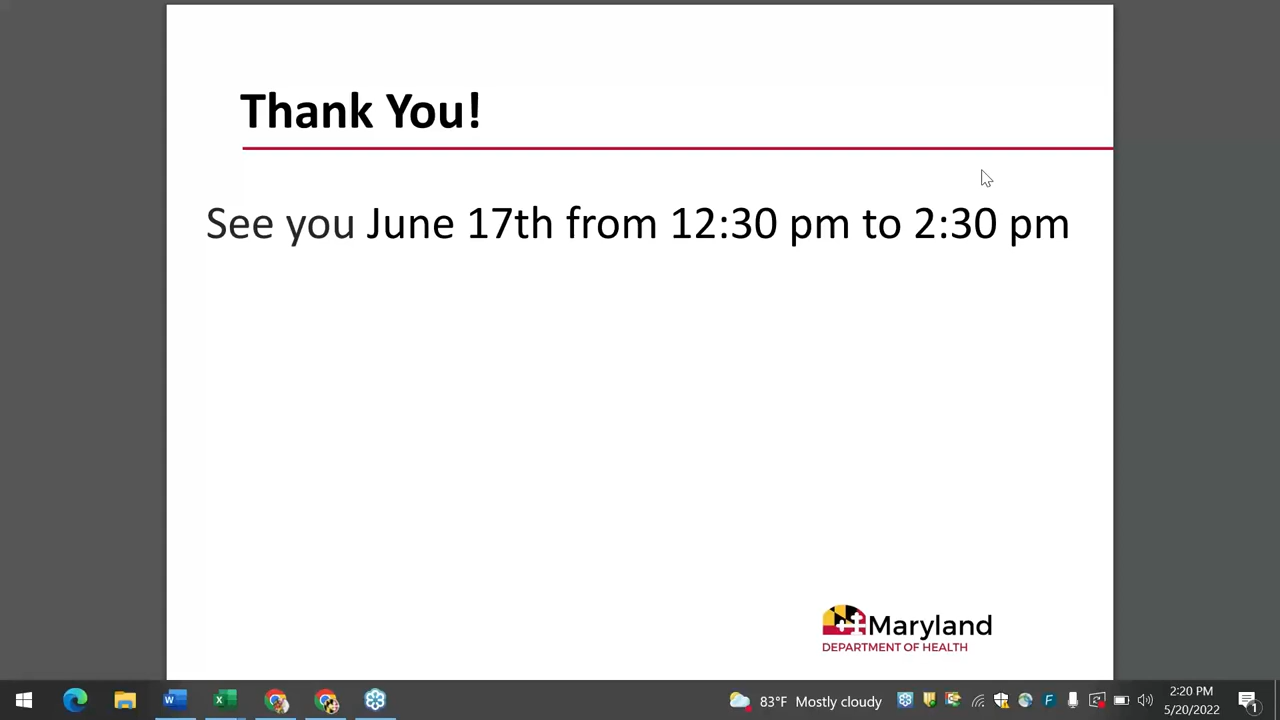 Thank You!
See you June 17th from 12:30 pm to 2:30 pm
Maryland
DEPARTMENT OF HEALTH
83°F Mostly cloudy
2:20 PM
5/20/2022
1